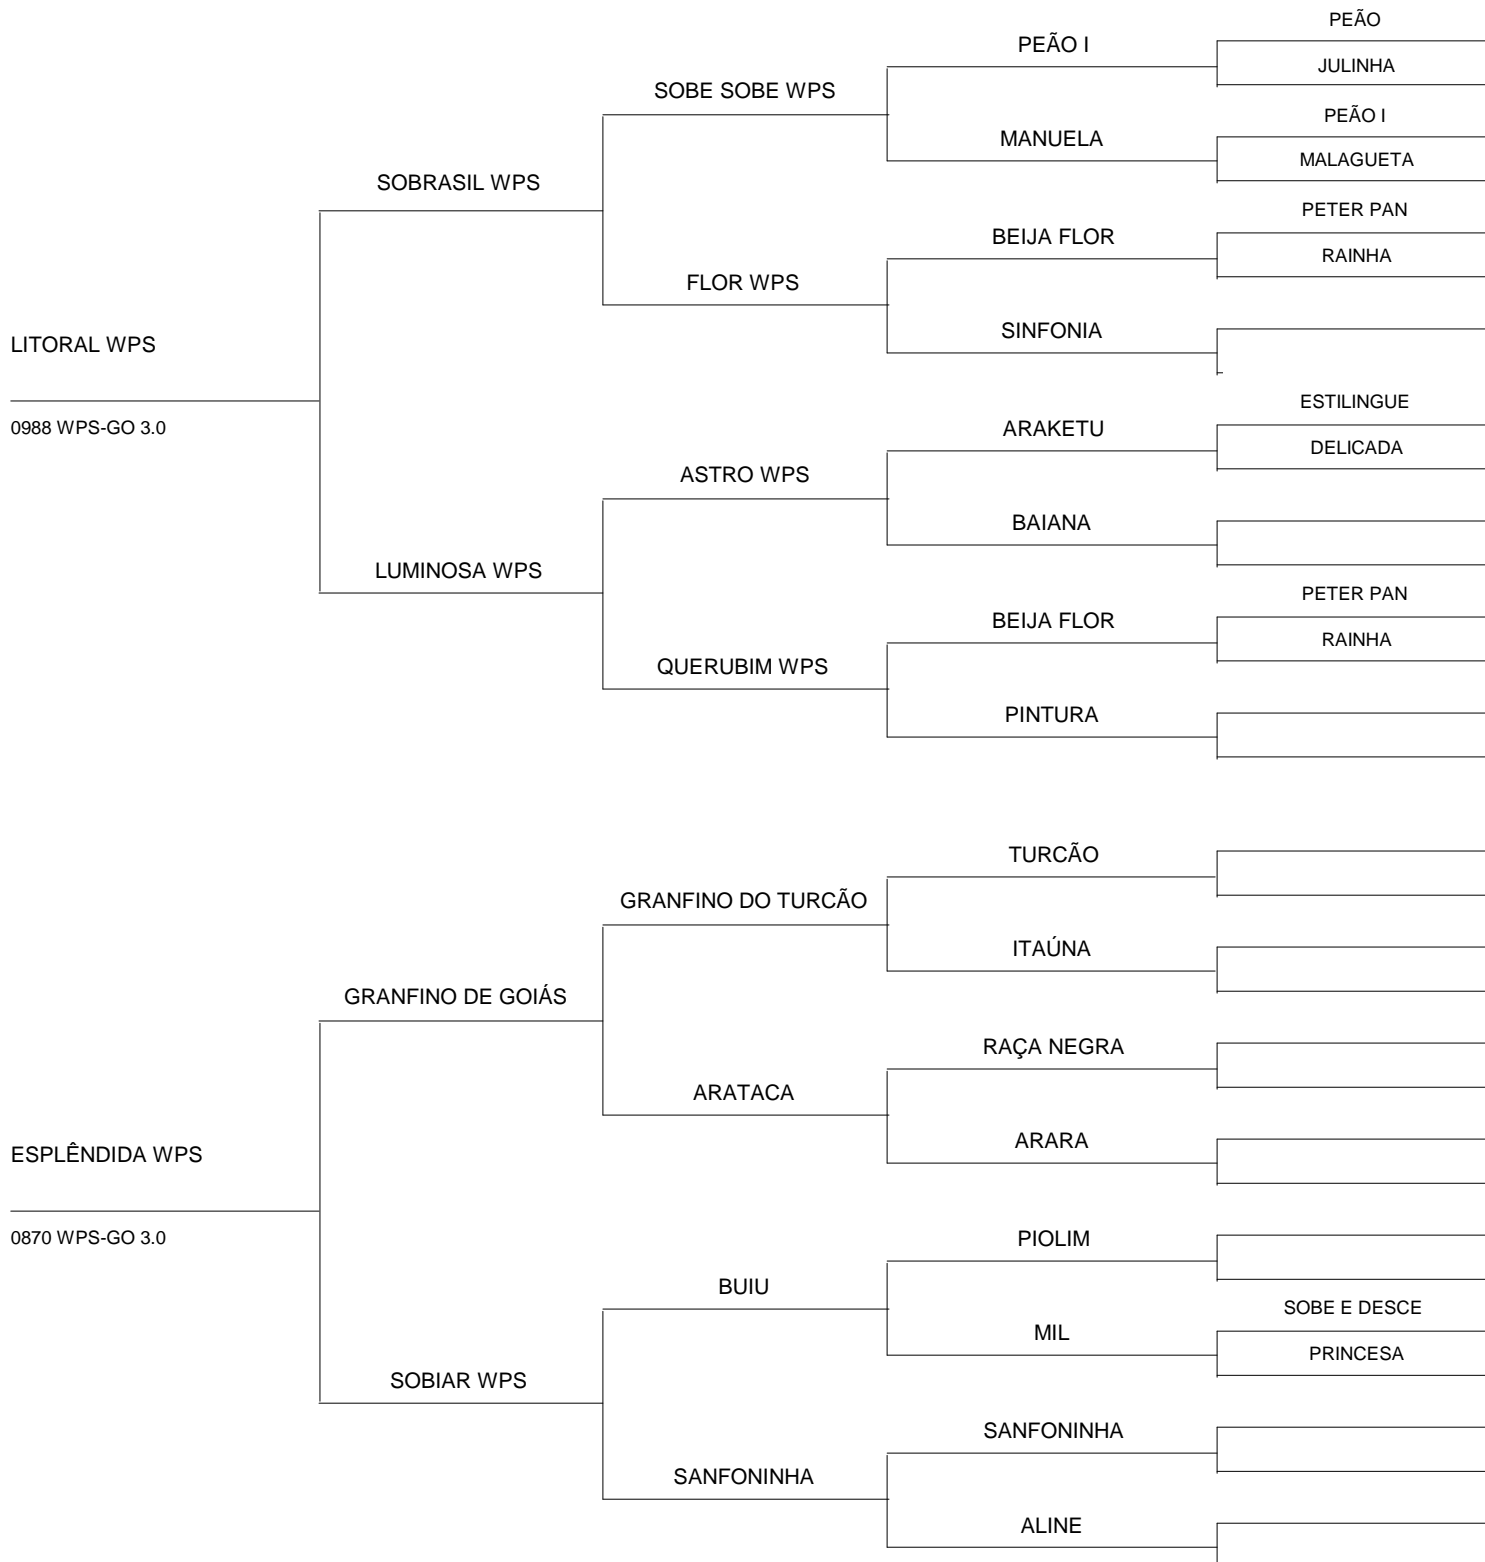 PEÃO
PEÃO I
JULINHA
SOBE SOBE WPS
PEÃO I
MANUELA
MALAGUETA
SOBRASIL WPS
PETER PAN
BEIJA FLOR
RAINHA
FLOR WPS
SINFONIA
LITORAL WPS
ESTILINGUE
0988 WPS-GO 3.0
ARAKETU
DELICADA
ASTRO WPS
BAIANA
LUMINOSA WPS
PETER PAN
BEIJA FLOR
RAINHA
QUERUBIM WPS
PINTURA
TURCÃO
GRANFINO DO TURCÃO
ITAÚNA
GRANFINO DE GOIÁS
RAÇA NEGRA
ARATACA
ARARA
ESPLÊNDIDA WPS
0870 WPS-GO 3.0
PIOLIM
BUIU
SOBE E DESCE
MIL
PRINCESA
SOBIAR WPS
SANFONINHA
SANFONINHA
ALINE